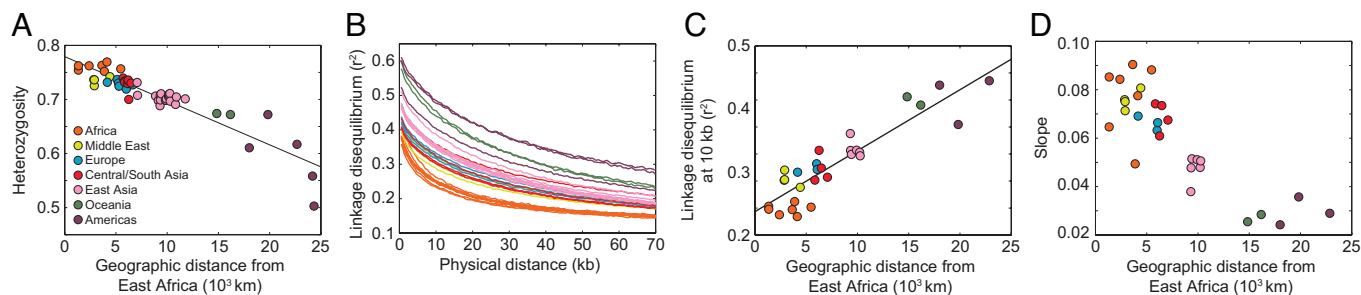 A
0.8
0.7
0.6
0.5
Heterozygosity
Africa
Middle East
Europe
Central/South Asia
East Asia
Oceania
Americas
0 5 10 15 20 25
Geographic distance from
East Africa (10³ km)
B
0.6
0.5
0.4
0.3
0.2
0.1
Linkage disequilibrium (r²)
0 10 20 30 40 50 60 70
Physical distance (kb)
C
0.5
0.4
0.3
0.2
Linkage disequilibrium
at 10 kb (r²)
0 5 10 15 20 25
Geographic distance from
East Africa (10³ km)
D
0.10
0.08
0.06
0.04
0.02
Slope
0 5 10 15 20 25
Geographic distance from
East Africa (10³ km)